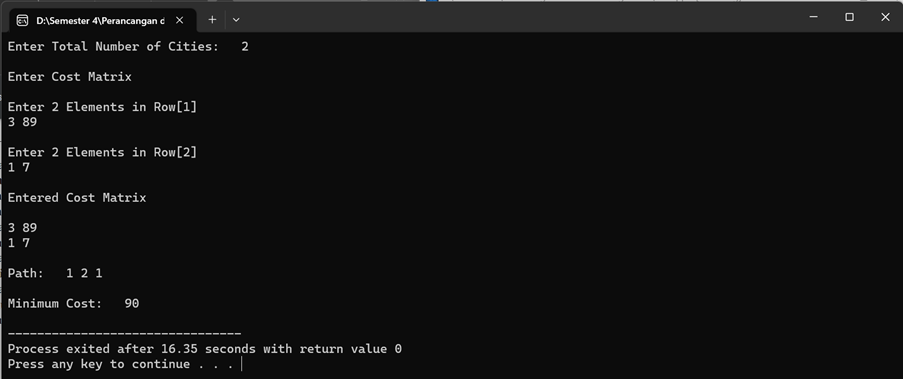 D:\Semester 4\Perancangan d
Enter Total Number of Cities:   2
Enter Cost Matrix
Enter 2 Elements in Row[1]
3 89
Enter 2 Elements in Row[2]
1 7
Entered Cost Matrix
3 89
1 7
Path:   1 2 1
Minimum Cost:   90
--------------------------------
Process exited after 16.35 seconds with return value 0
Press any key to continue . . .